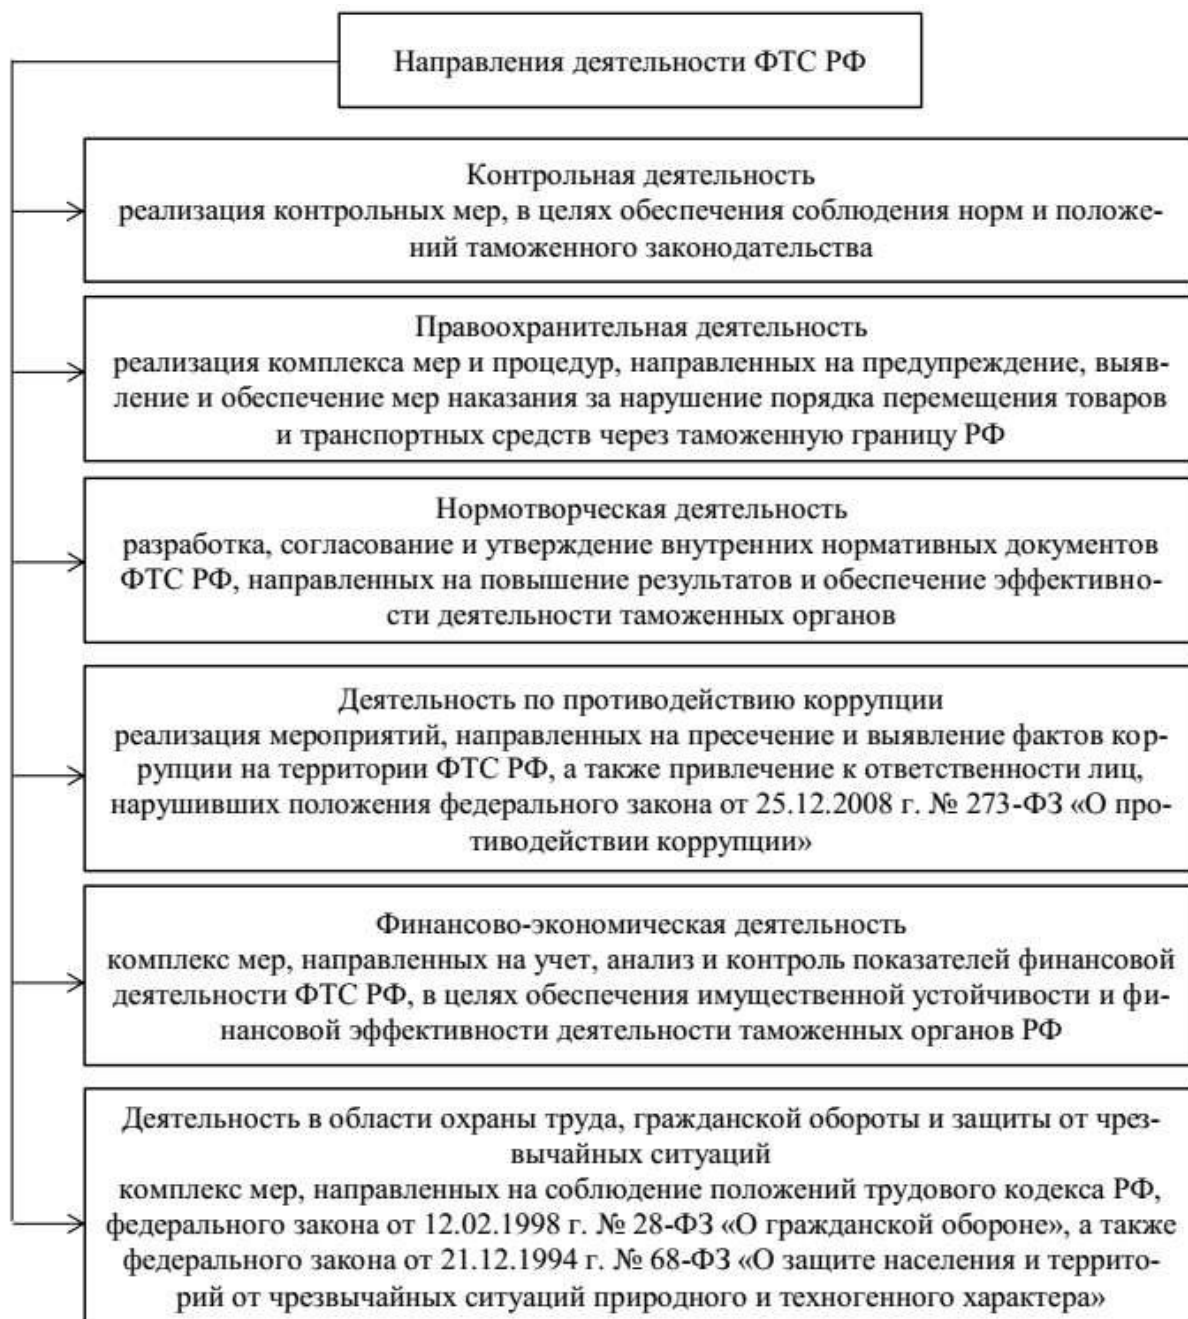 Направления деятельности ФТС РФ
Контрольная деятельность
реализация контрольных мер, в целях обеспечения соблюдения норм и положе-
ний таможенного законодательства
Правоохранительная деятельность
реализация комплекса мер и процедур, направленных на предупреждение, выяв-
ление и обеспечение мер наказания за нарушение порядка перемещения товаров
и транспортных средств через таможенную границу РФ
Нормотворческая деятельность
разработка, согласование и утверждение внутренних нормативных документов
ФТС РФ, направленных на повышение результатов и обеспечение эффективно-
сти деятельности таможенных органов
Деятельность по противодействию коррупции
реализация мероприятий, направленных на пресечение и выявление фактов кор-
рупции на территории ФТС РФ, а также привлечение к ответственности лиц,
нарушивших положения федерального закона от 25.12.2008 г. № 273-ФЗ «О про-
тиводействии коррупции»
Финансово-экономическая деятельность
комплекс мер, направленных на учет, анализ и контроль показателей финансовой
деятельности ФТС РФ, в целях обеспечения имущественной устойчивости и фи-
нансовой эффективности деятельности таможенных органов РФ
Деятельность в области охраны труда, гражданской обороты и защиты от чрез-
вычайных ситуаций
комплекс мер, направленных на соблюдение положений трудового кодекса РФ,
федерального закона от 12.02.1998 г. № 28-ФЗ «О гражданской обороне», а также
федерального закона от 21.12.1994 г. № 68-ФЗ «О защите населения и террито-
рий от чрезвычайных ситуаций природного и техногенного характера»